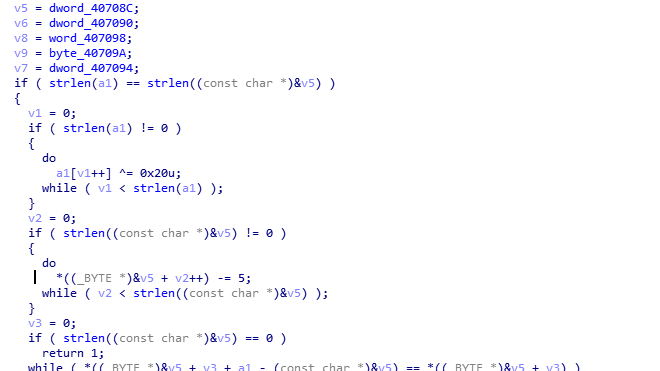 v5 = dword_40708C;
v6 = dword_407090;
v8 = word_407098;
v9 = byte_40709A;
v7 = dword_407094;
if ( strlen(a1) == strlen((const char *)&v5) )
{
v1 = 0;
if ( strlen(a1) != 0 )
{
do
a1[v1++] ^= 0x20u;
while ( v1 < strlen(a1) );
}
v2 = 0;
if ( strlen((const char *)&v5) != 0 )
{
do
*((_BYTE *)&v5 + v2++) -= 5;
while ( v2 < strlen((const char *)&v5) );
}
v3 = 0;
if ( strlen((const char *)&v5) == 0 )
return 1;
while ( *((_BYTE *)&v5 + v3 + a1 - (const char *)&v5) == *((_BYTE *)&v5 + v3) )